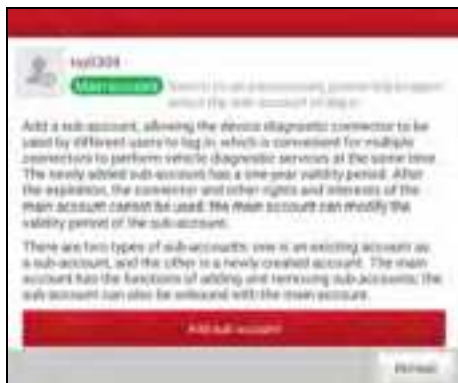 Main account
Add a sub-account, allowing the device diagnostic connector to be
used by different users to log in, which is convenient for multiple
connectors to perform vehicle diagnostic services at the same time.
The newly added sub-account has a one-year validity period. After
the expiration, the connector and other rights and interests of the
main account cannot be used; the main account can modify the
validity period of the sub-account.
There are two types of sub-accounts: one is an existing account as
a sub-account, and the other is a newly created account. The main
account has the functions of adding and removing sub-accounts; the
sub-account can also be unbound with the main account.
Add sub-account